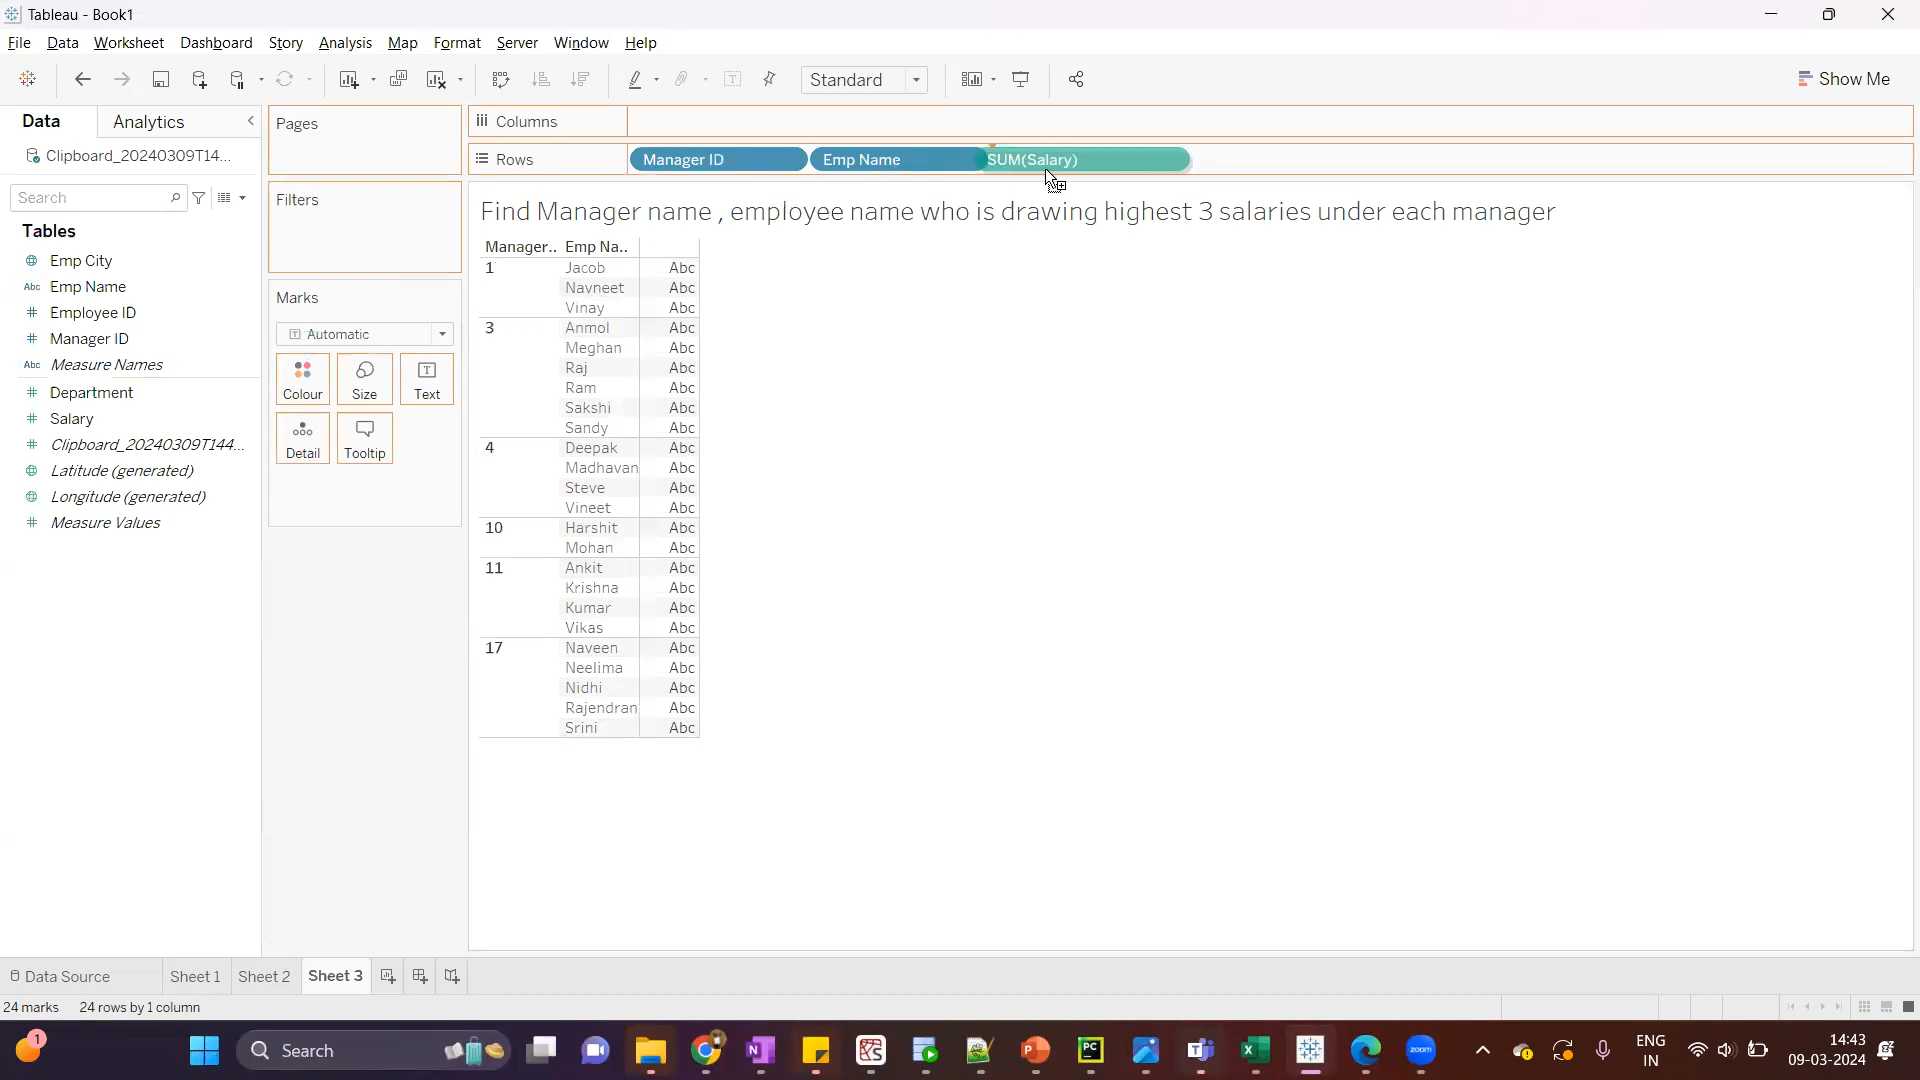 Tableau - Book1
File Data Worksheet Dashboard Story Analysis Map Format Server Window Help
Standard
Show Me
Data Analytics
Clipboard_20240309T14...
Search
Tables
Emp City
Abc Emp Name
Employee ID
Manager ID
Abc Measure Names
Department
Salary
Clipboard_20240309T144...
Latitude (generated)
Longitude (generated)
Measure Values
Pages
Filters
Marks
Automatic
Colour Size Text
Detail Tooltip
Columns
Rows Manager ID Emp Name SUM(Salary)
Find Manager name , employee name who is drawing highest 3 salaries under each manager
Manager.. Emp Na..
1 Jacob Abc
Navneet Abc
Vinay Abc
3 Anmol Abc
Meghan Abc
Raj Abc
Ram Abc
Sakshi Abc
Sandy Abc
4 Deepak Abc
Madhavan Abc
Steve Abc
Vineet Abc
10 Harshit Abc
Mohan Abc
11 Ankit Abc
Krishna Abc
Kumar Abc
Vikas Abc
17 Naveen Abc
Neelima Abc
Nidhi Abc
Rajendran Abc
Srini Abc
Data Source Sheet 1 Sheet 2 Sheet 3
24 marks 24 rows by 1 column
1
Search
PC
zoom
ENG
IN
14:43
09-03-2024